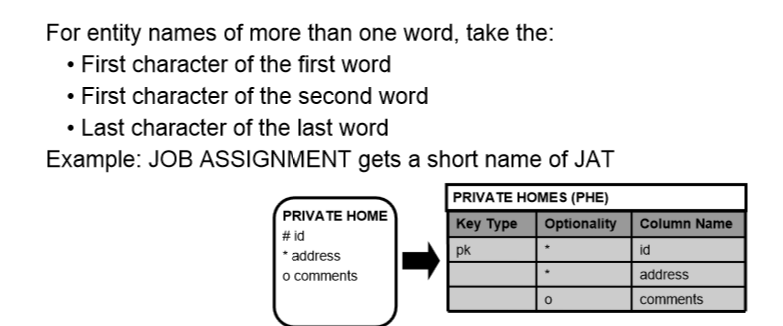 For entity names of more than one word, take the:
• First character of the first word
• First character of the second word
• Last character of the last word
Example: JOB ASSIGNMENT gets a short name of JAT
PRIVATE HOME
# id
* address
o comments
PRIVATE HOMES (PHE)
Key Type Optionality Column Name
pk * id
* address
o comments